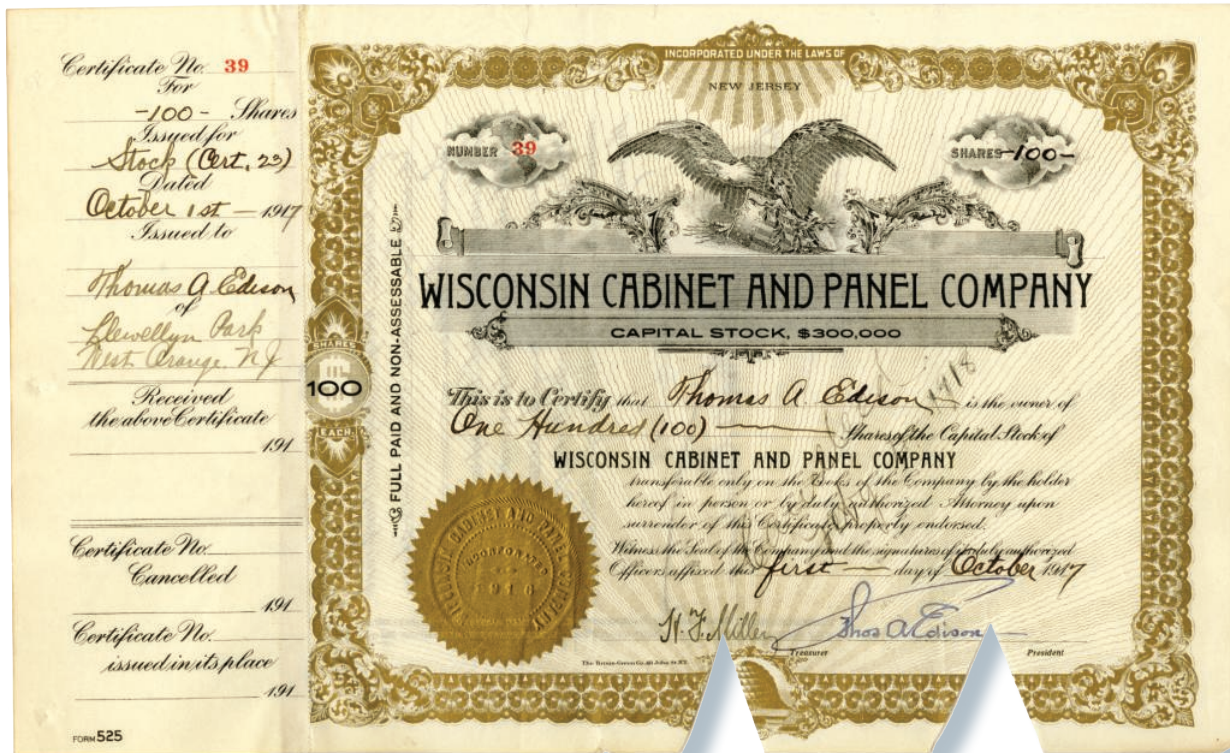 Certificate No. 39
For
-100- Shares
Issued for
Stock (Cert. 23)
Dated
October 1st — 1917
Issued to
Thomas A. Edison
of
Llewellyn Park
West Orange. N.J
Received
the above Certificate
191
Certificate No.
Cancelled
191
Certificate No.
issued in its place
191
FORM 525
INCORPORATED UNDER THE LAWS OF
NEW JERSEY
NUMBER 39
SHARES -100-
WISCONSIN CABINET AND PANEL COMPANY
CAPITAL STOCK, $300,000
FULL PAID AND NON-ASSESSABLE
SHARES
100
EACH
This is to Certify that Thomas A. Edison is the owner of
One Hundred (100) — Shares of the Capital Stock of
WISCONSIN CABINET AND PANEL COMPANY
transferable only on the Books of the Company by the holder
hereof in person or by duly authorized Attorney upon
surrender of this Certificate properly endorsed.
Witness the Seal of the Company and the signatures of its duly authorized
Officers affixed this first — day of October 1917
WISCONSIN CABINET AND PANEL COMPANY
INCORPORATED
1916
H. F. Miller
Thos A Edison
Treasurer
President
1918